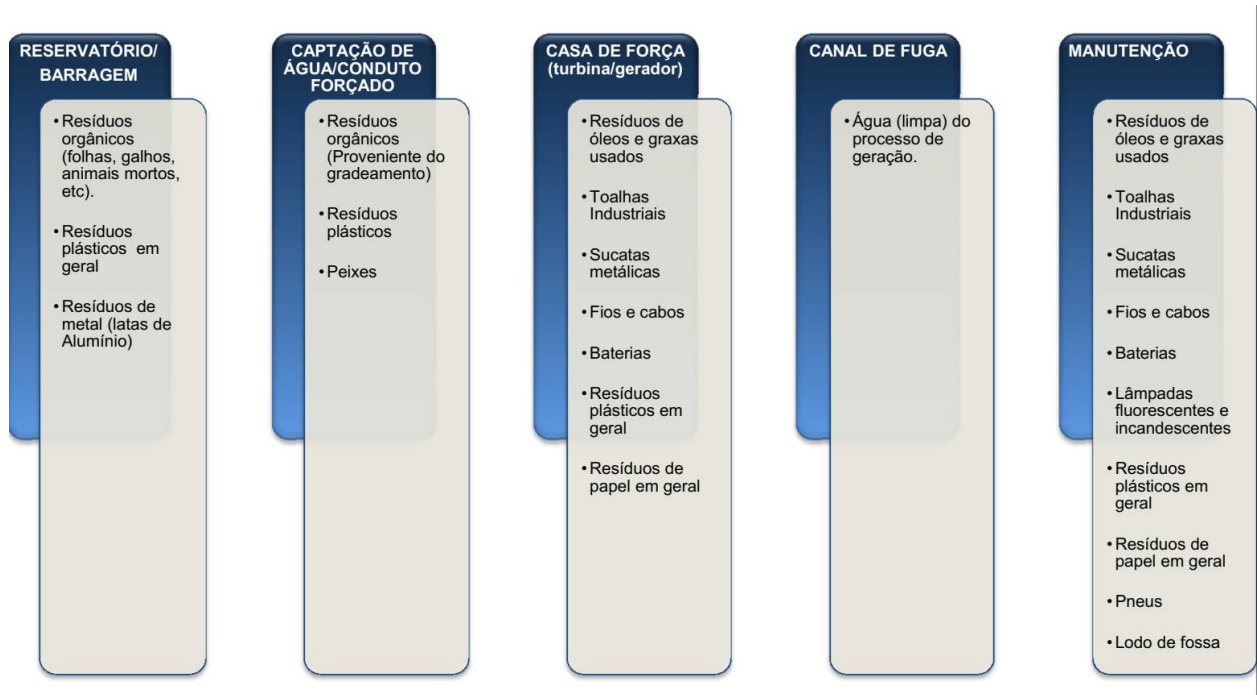 RESERVATÓRIO/
BARRAGEM
• Resíduos
orgânicos
(folhas, galhos,
animais mortos,
etc).
• Resíduos
plásticos em
geral
• Resíduos de
metal (latas de
Alumínio)
CAPTAÇÃO DE
ÁGUA/CONDUTO
FORÇADO
• Resíduos
orgânicos
(Proveniente do
gradeamento)
• Resíduos
plásticos
• Peixes
CASA DE FORÇA
(turbina/gerador)
• Resíduos de
óleos e graxas
usados
• Toalhas
Industriais
• Sucatas
metálicas
• Fios e cabos
• Baterias
• Resíduos
plásticos em
geral
• Resíduos de
papel em geral
CANAL DE FUGA
• Água (limpa) do
processo de
geração.
MANUTENÇÃO
• Resíduos de
óleos e graxas
usados
• Toalhas
Industriais
• Sucatas
metálicas
• Fios e cabos
• Baterias
• Lâmpadas
fluorescentes e
incandescentes
• Resíduos
plásticos em
geral
• Resíduos de
papel em geral
• Pneus
• Lodo de fossa